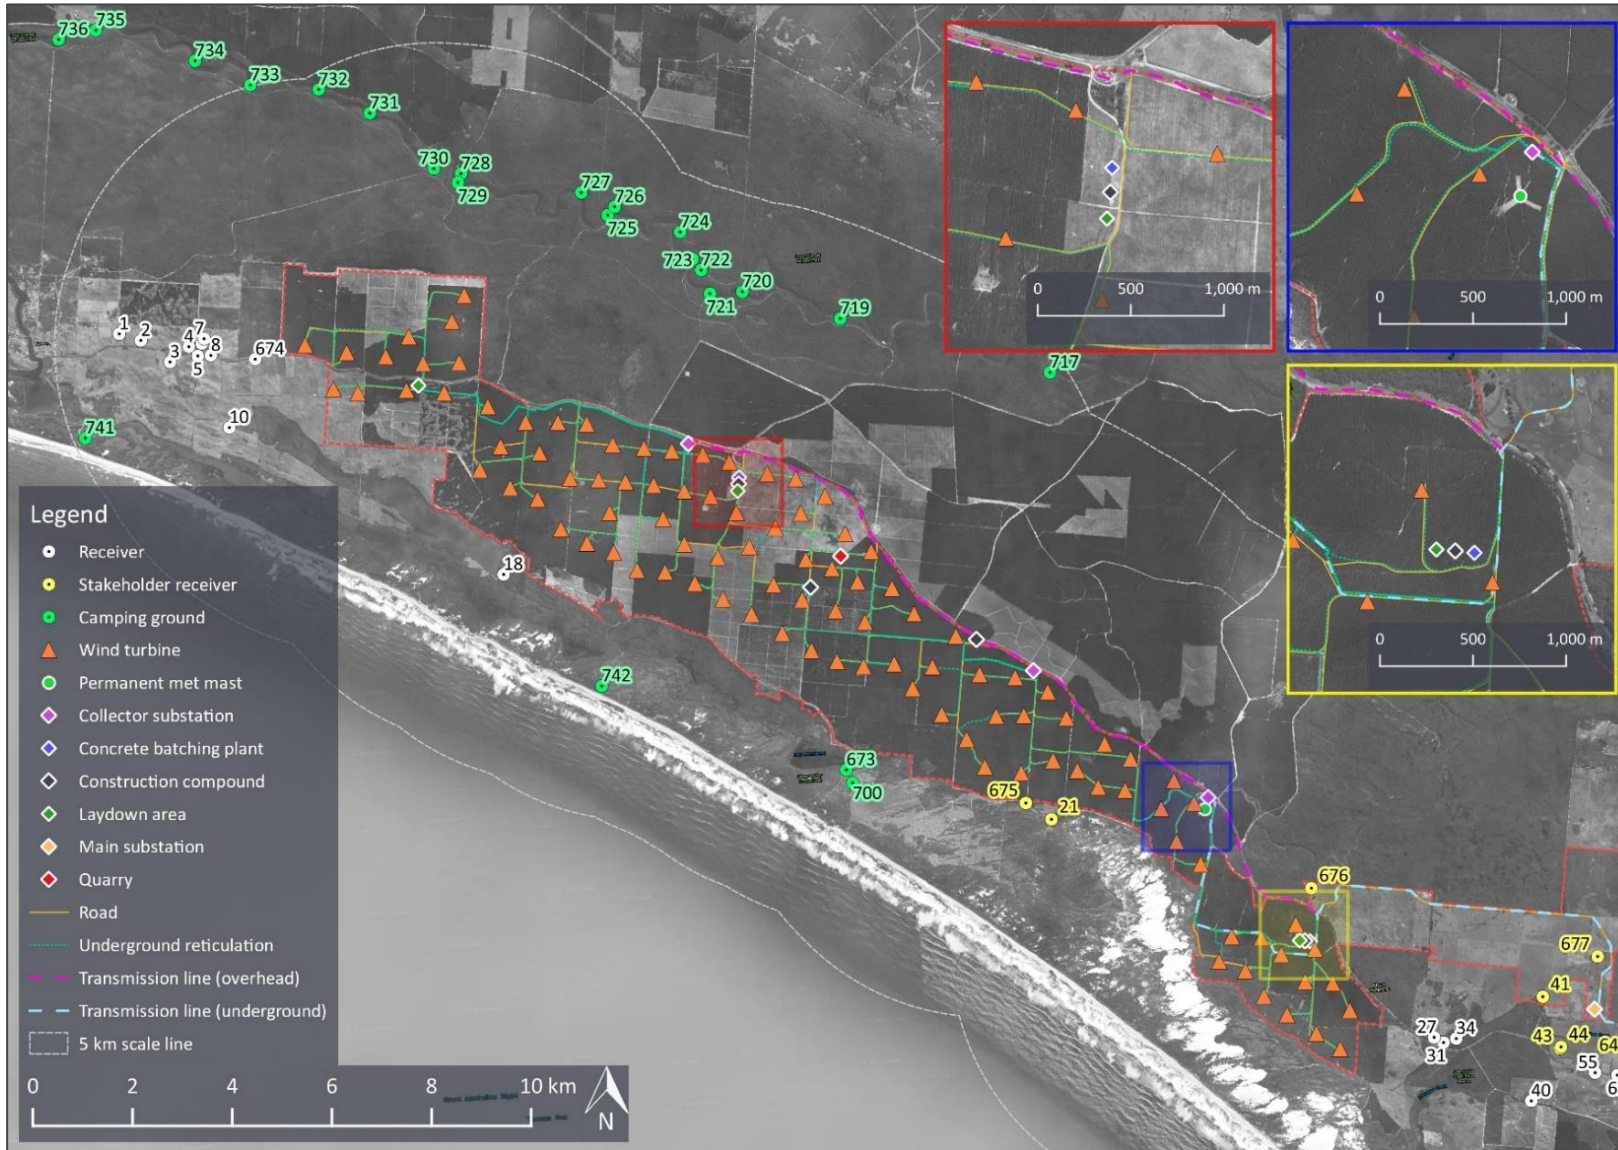 736
735
734
733
732
731
730
728
729
727
726
725
724
723
722
721
720
719
717
1
2
3
4
7
8
5
674
10
741
18
742
673
700
675
21
676
677
41
27
34
31
43
44
64
55
6
40
0 500 1,000 m
0 500 1,000 m
0 500 1,000 m
Legend
Receiver
Stakeholder receiver
Camping ground
Wind turbine
Permanent met mast
Collector substation
Concrete batching plant
Construction compound
Laydown area
Main substation
Quarry
Road
Underground reticulation
Transmission line (overhead)
Transmission line (underground)
5 km scale line
0 2 4 6 8 10 km
N